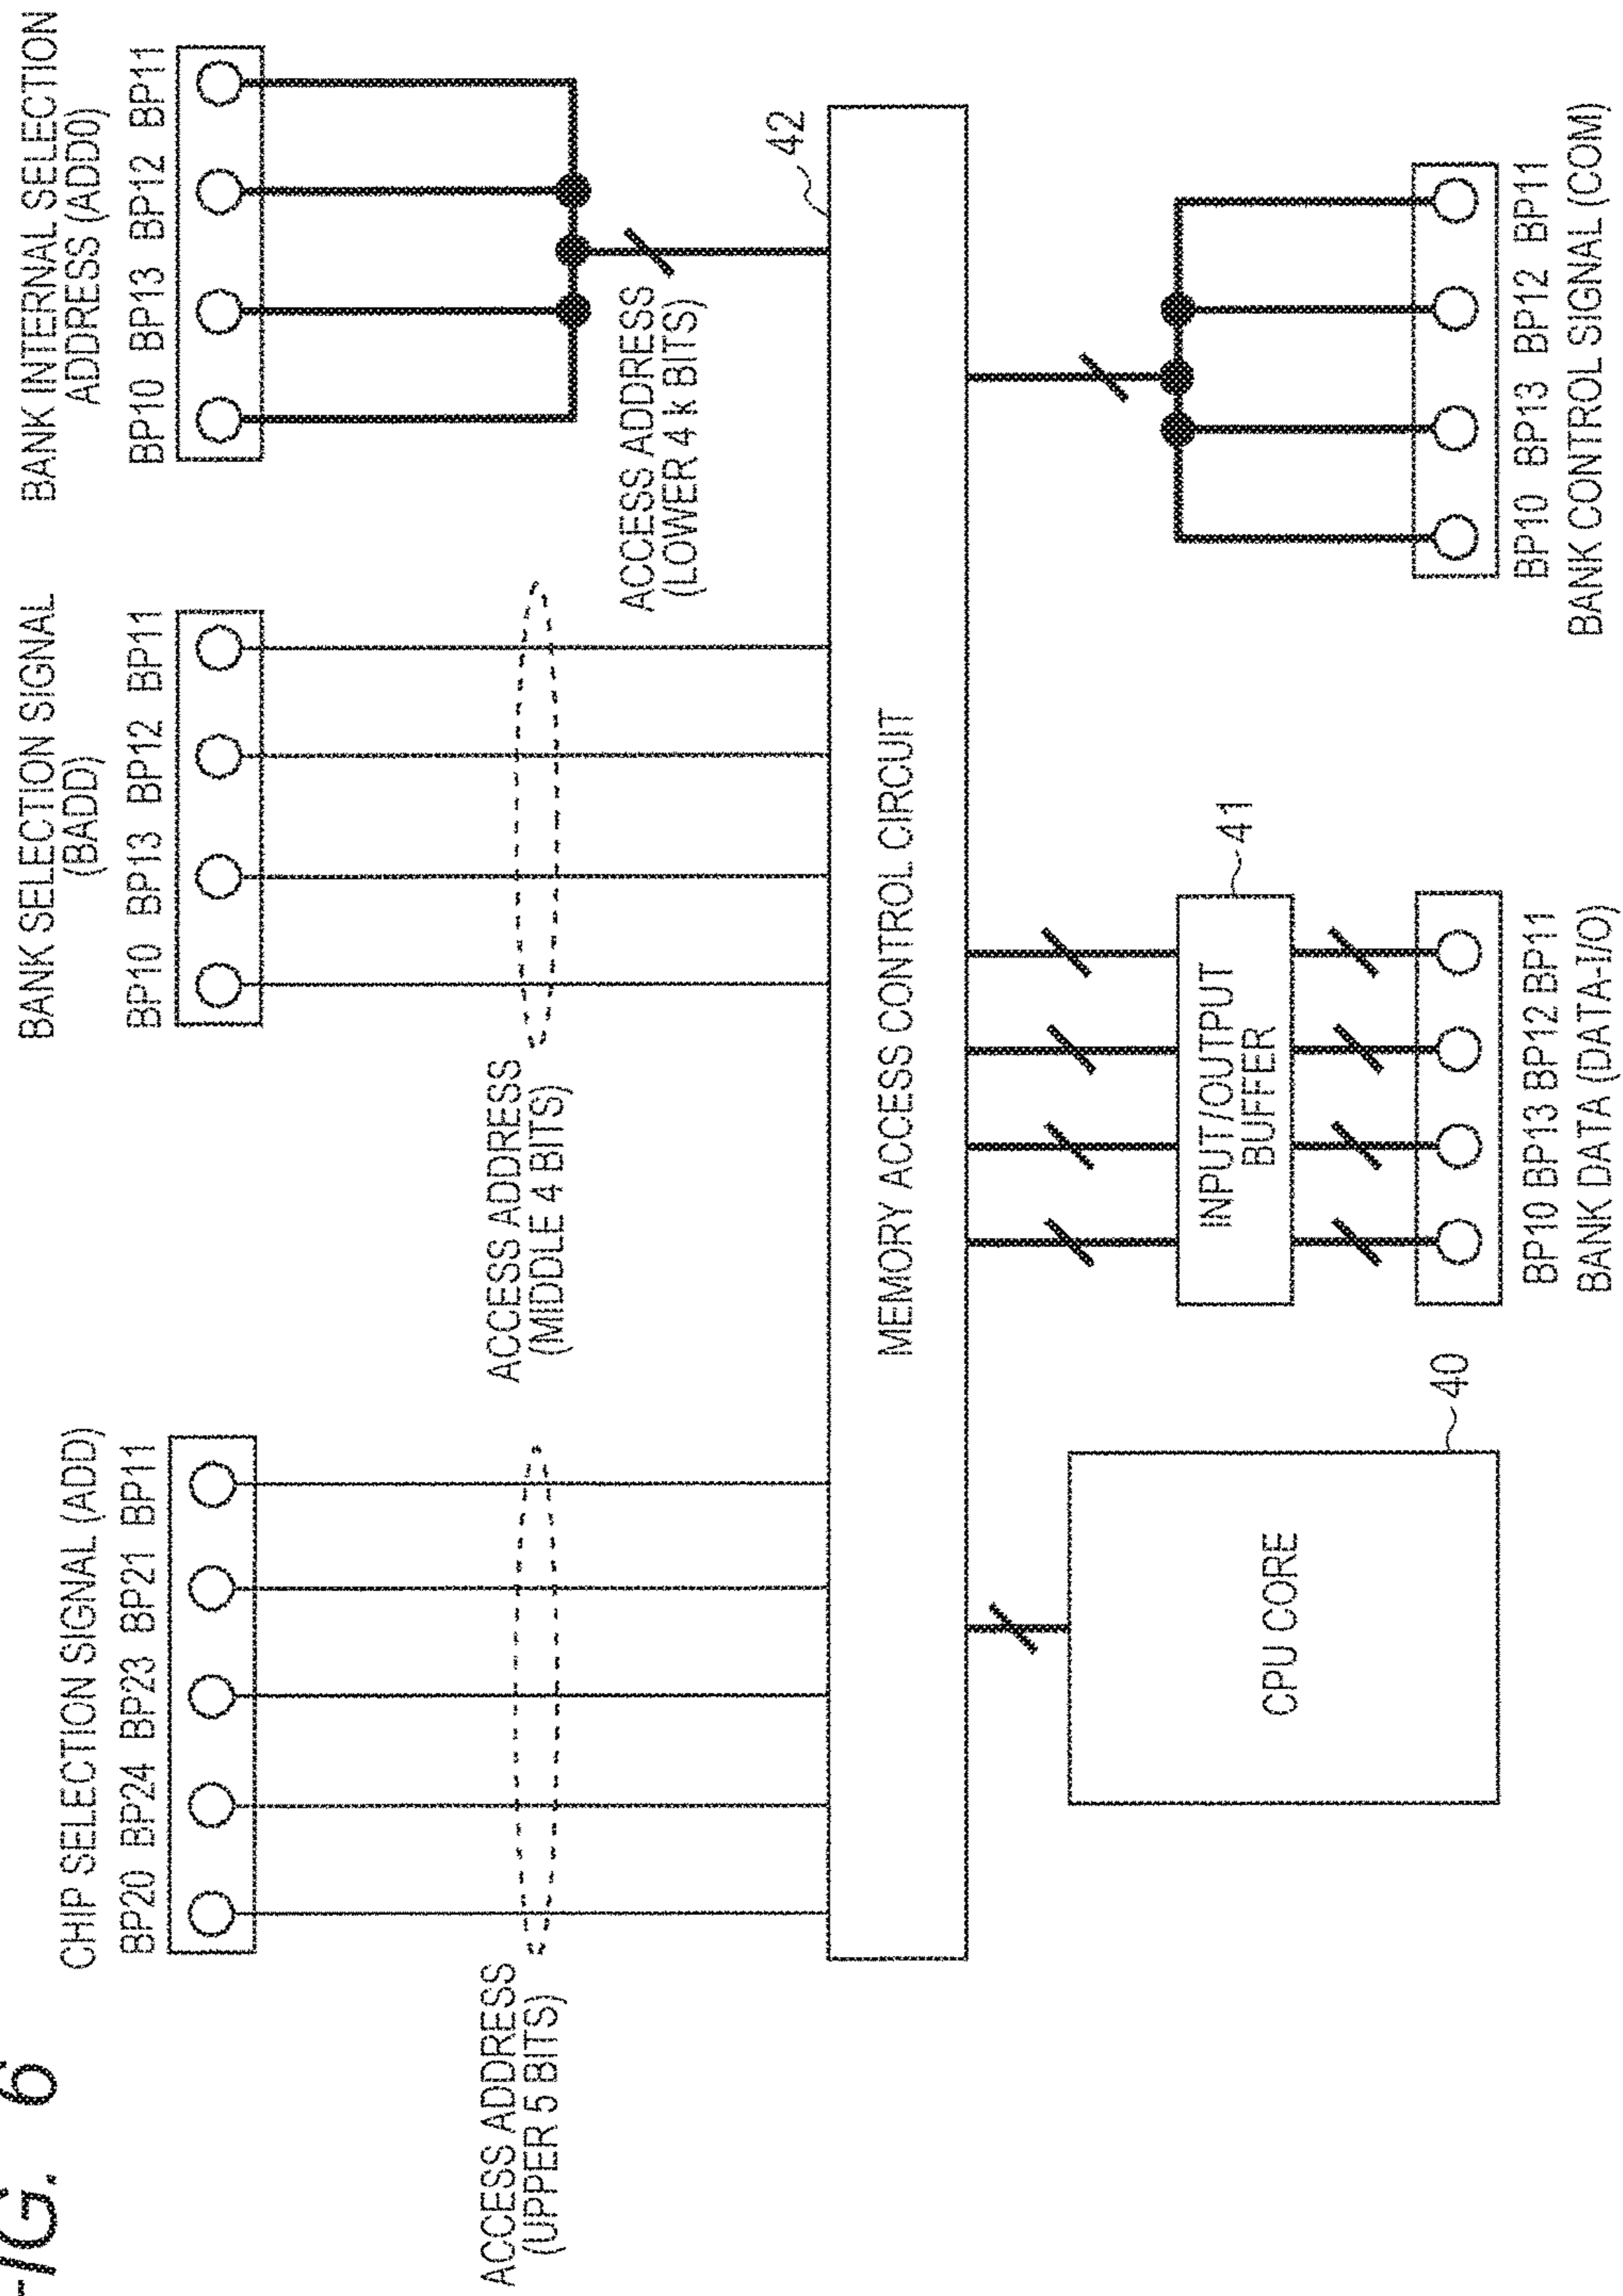 FIG. 6
CHIP SELECTION SIGNAL (ADD)
BP20 BP24 BP23 BP21 BP11
BANK SELECTION SIGNAL
(BADD)
BP10 BP13 BP12 BP11
BANK INTERNAL SELECTION
ADDRESS (ADD0)
BP10 BP13 BP12 BP11
ACCESS ADDRESS
(UPPER 5 BITS)
ACCESS ADDRESS
(MIDDLE 4 BITS)
ACCESS ADDRESS
(LOWER 4 k BITS)
42
MEMORY ACCESS CONTROL CIRCUIT
CPU CORE
40
INPUT/OUTPUT
BUFFER
41
BP10 BP13 BP12 BP11
BANK DATA (DATA-I/O)
BP10 BP13 BP12 BP11
BANK CONTROL SIGNAL (COM)